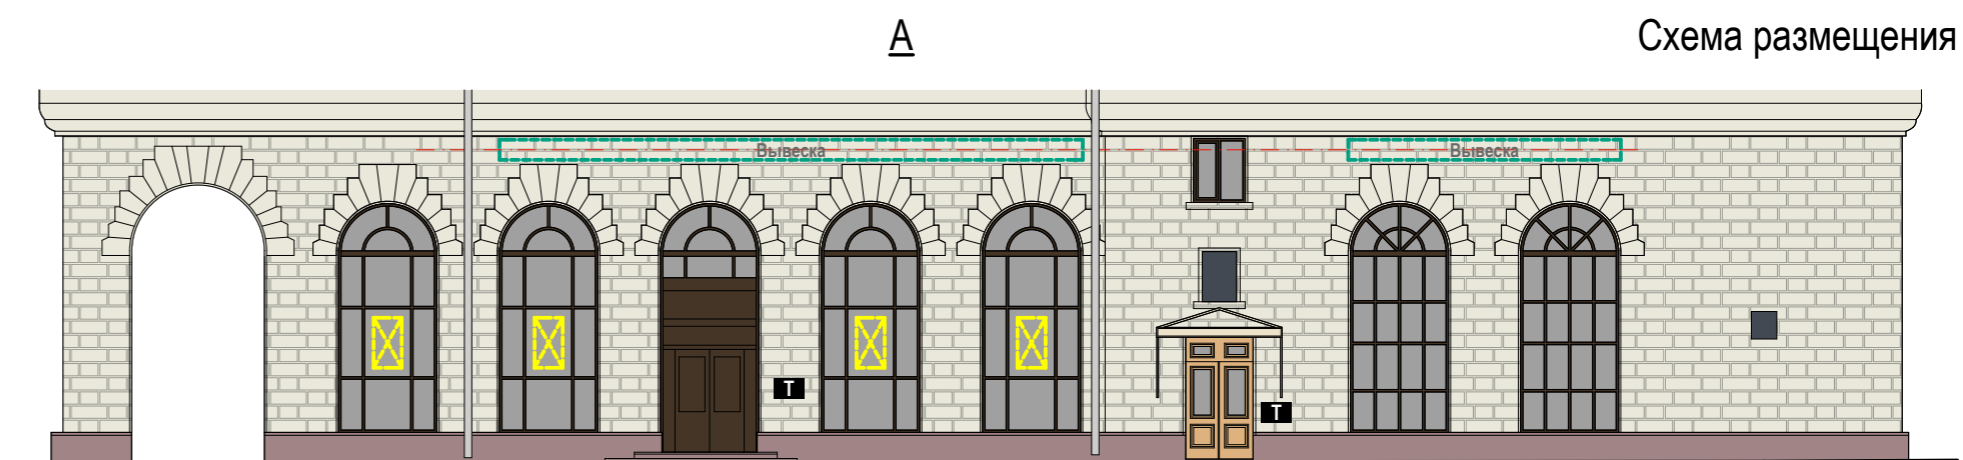 А
Схема размещения
Вывеска
Вывеска
Т
Т